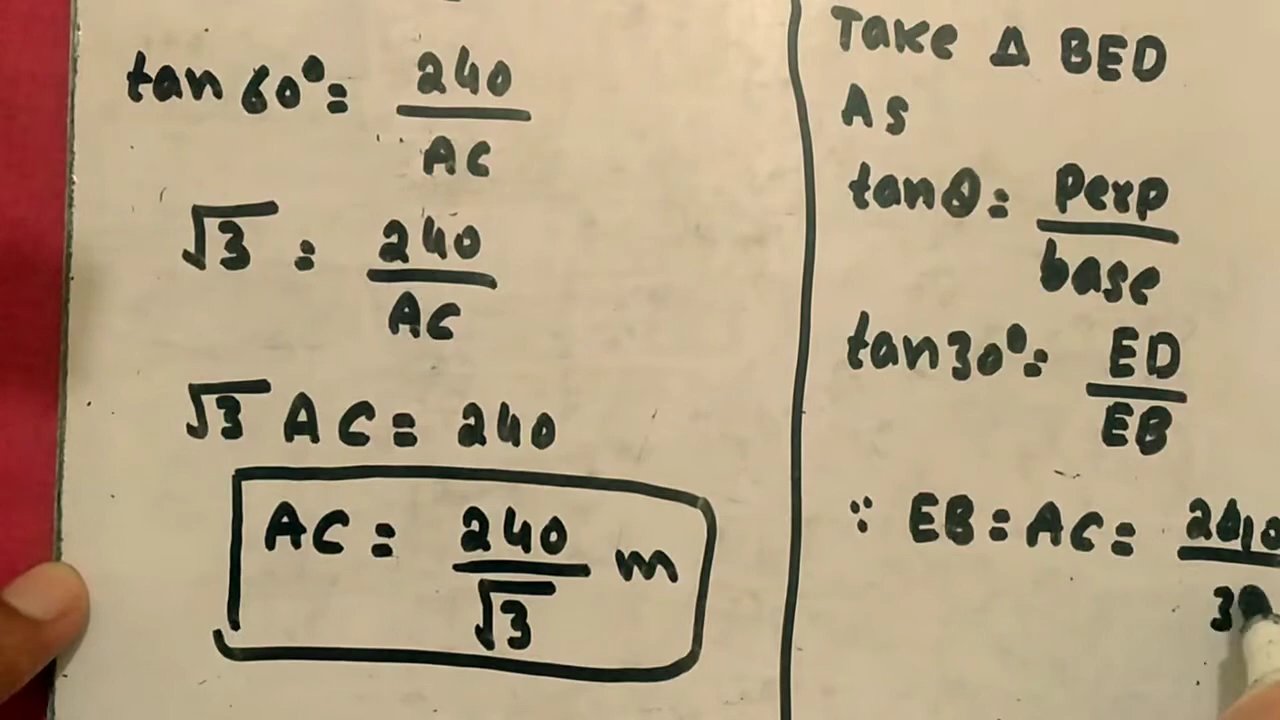 tan 60° = 240
AC
√3 = 240
AC
√3 AC = 240
AC = 240 m
√3
Take Δ BED
As
tanθ = Perp
base
tan30° = ED
EB
∵ EB = AC = 240
3